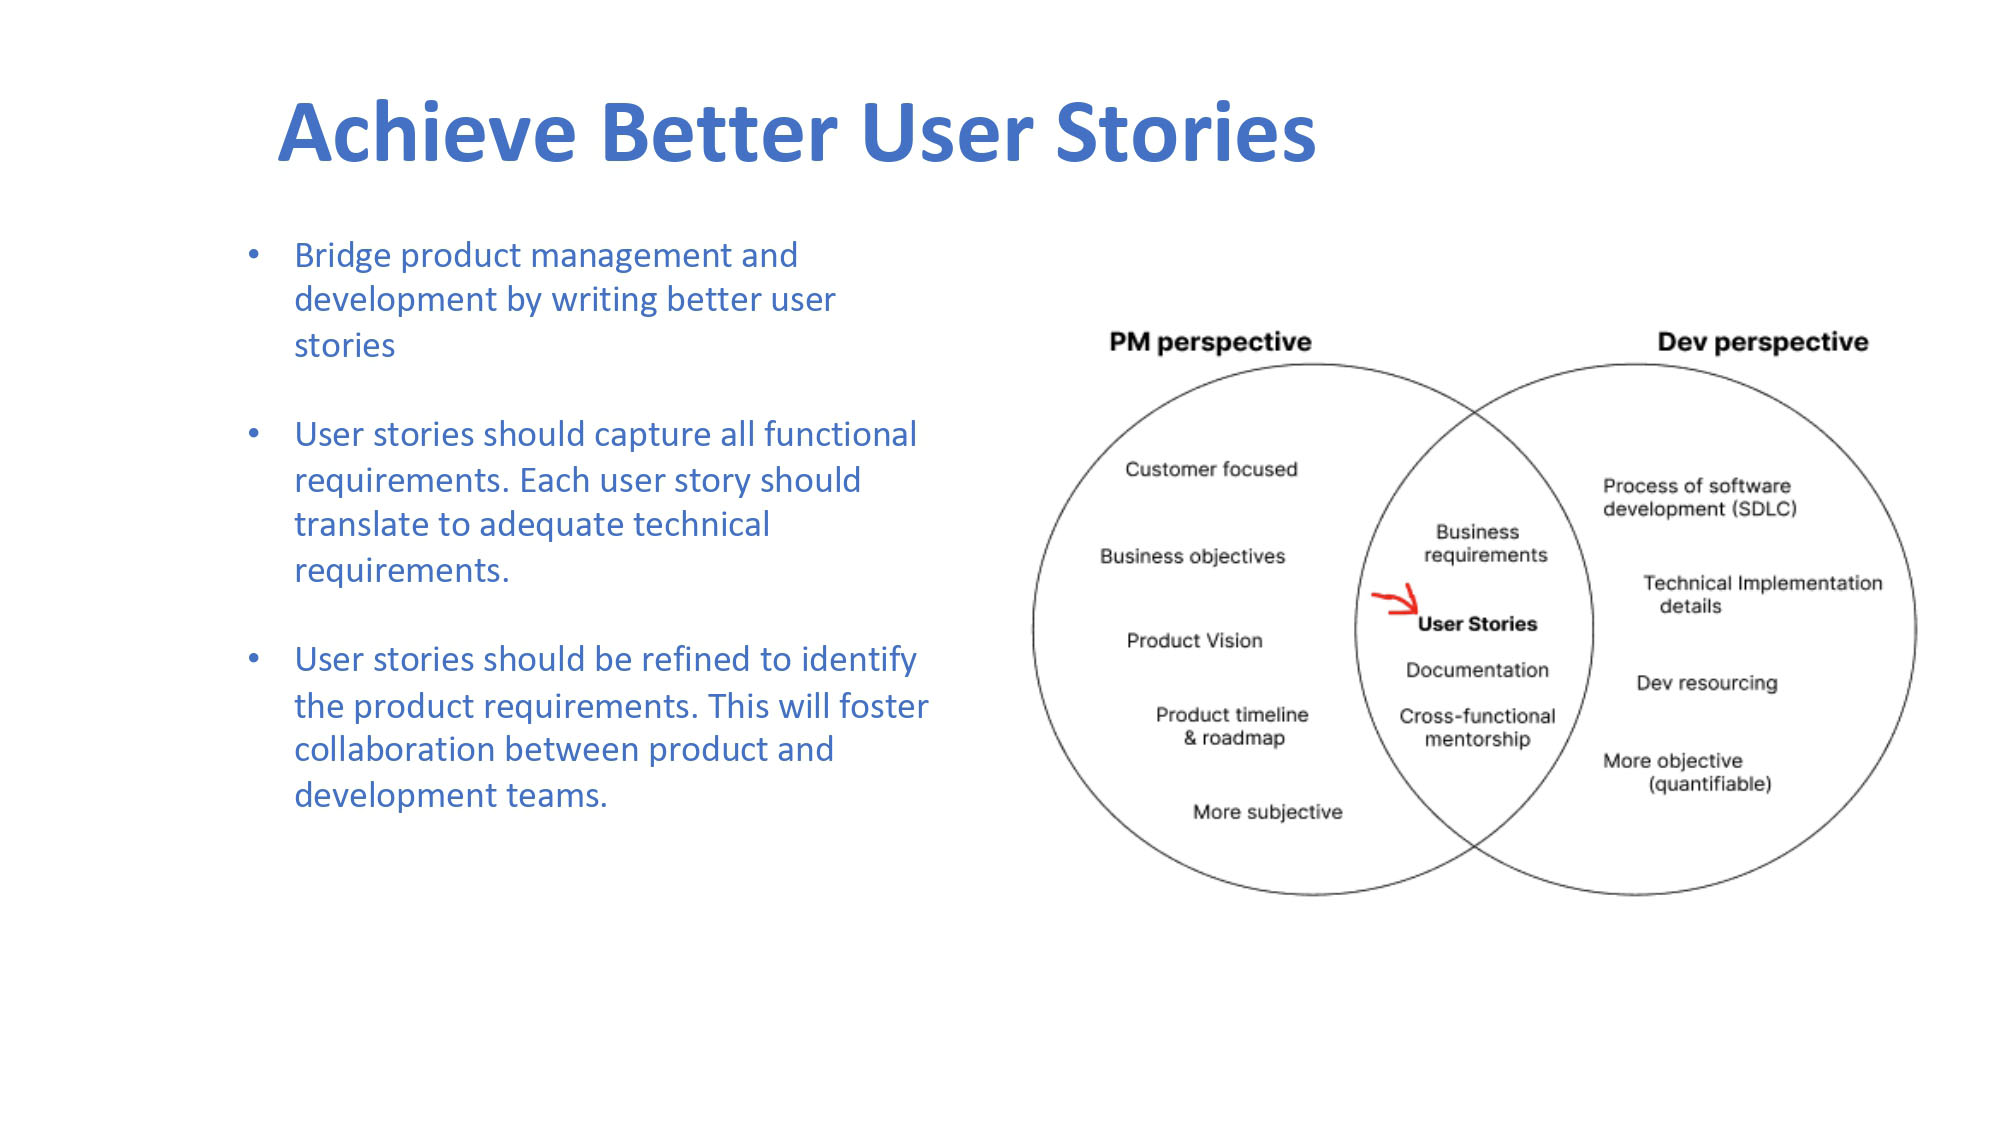 Achieve Better User Stories
• Bridge product management and
development by writing better user
stories
• User stories should capture all functional
requirements. Each user story should
translate to adequate technical
requirements.
• User stories should be refined to identify
the product requirements. This will foster
collaboration between product and
development teams.
PM perspective
Customer focused
Business objectives
Product Vision
Product timeline
& roadmap
More subjective
Business
requirements
User Stories
Documentation
Cross-functional
mentorship
Dev perspective
Process of software
development (SDLC)
Technical Implementation
details
Dev resourcing
More objective
(quantifiable)